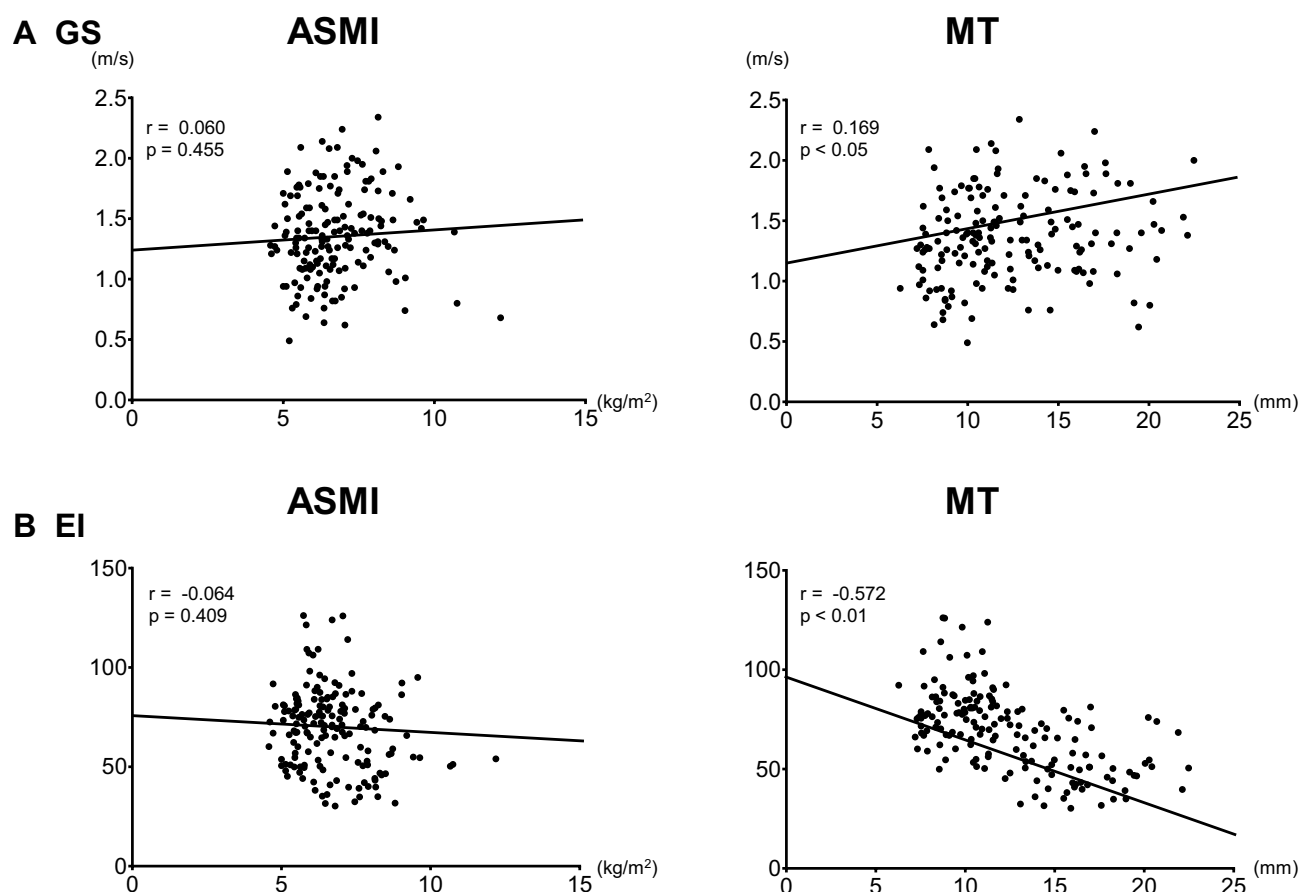 A GS
ASMI
MT
(m/s)
(m/s)
2.5
2.0
1.5
1.0
0.5
0.0
r = 0.060
p = 0.455
0
5
10
15
(kg/m²)
2.5
2.0
1.5
1.0
0.5
0.0
r = 0.169
p < 0.05
0
5
10
15
20
25
(mm)
B EI
ASMI
MT
150
100
50
0
r = -0.064
p = 0.409
0
5
10
15
(kg/m²)
150
100
50
0
r = -0.572
p < 0.01
0
5
10
15
20
25
(mm)